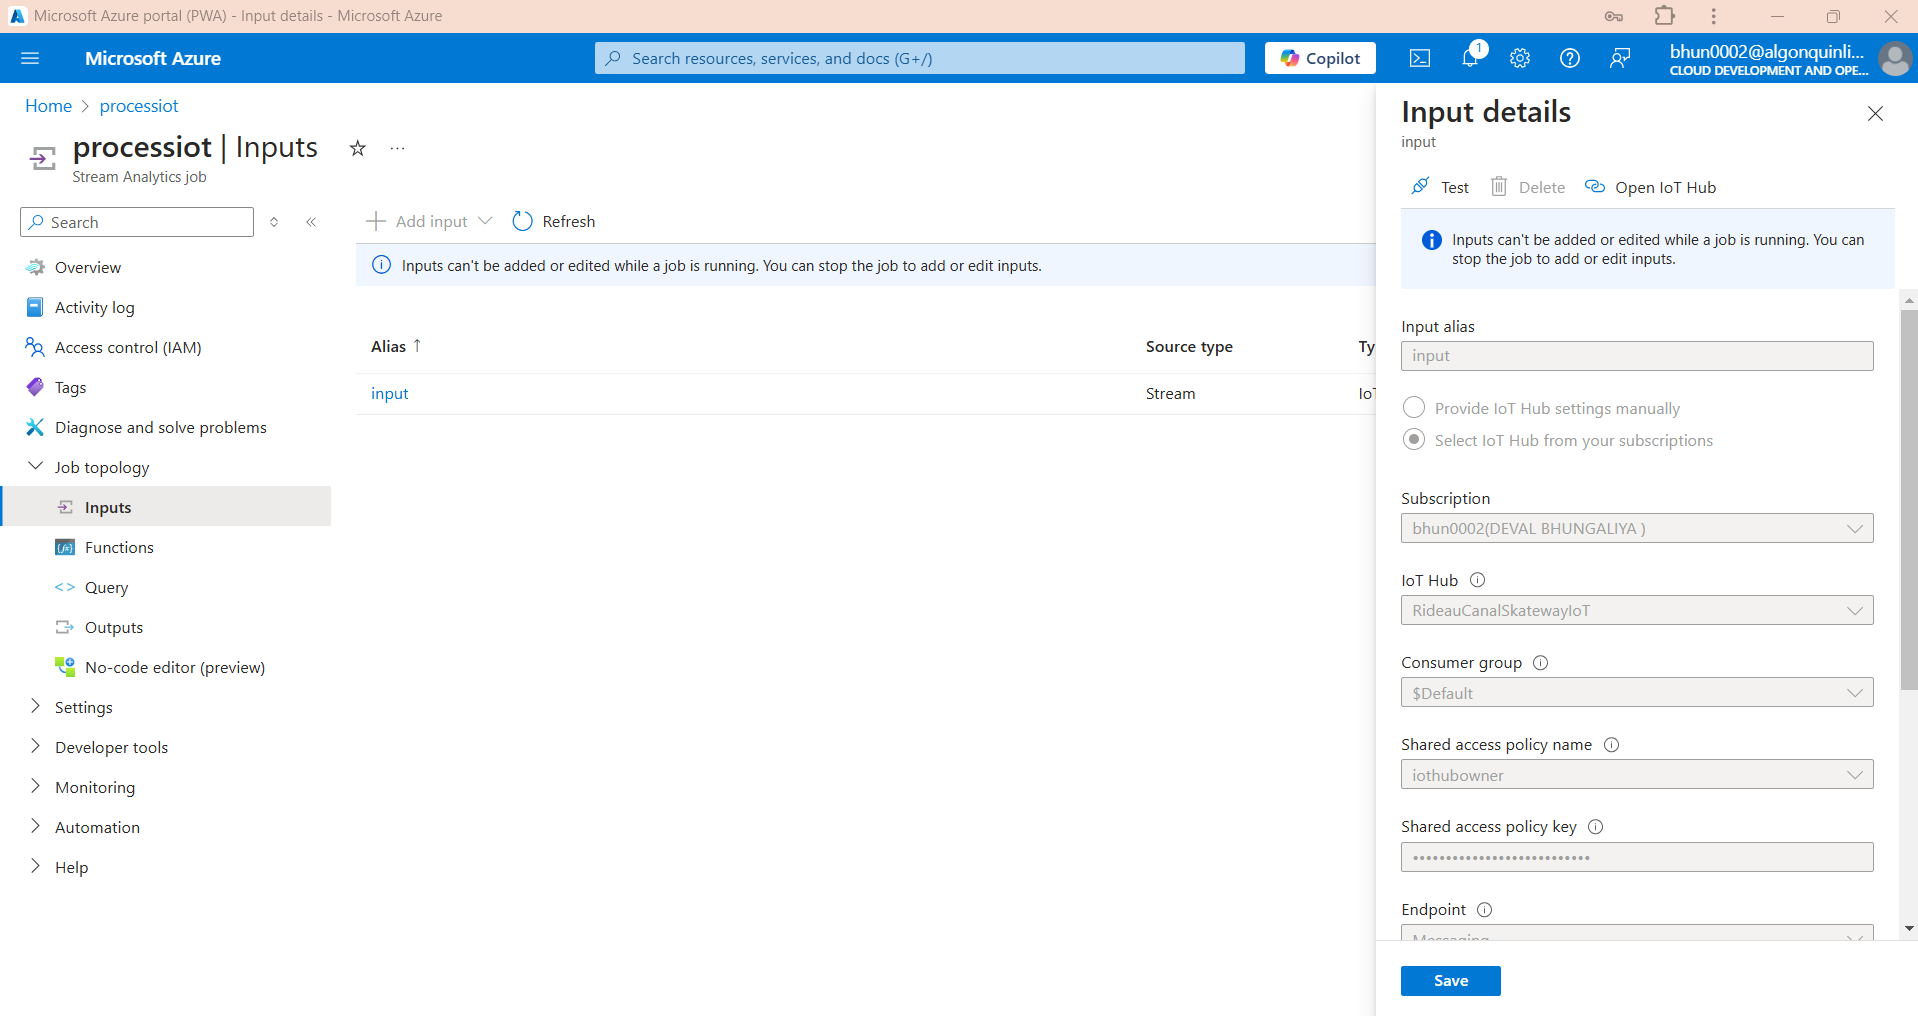 Microsoft Azure portal (PWA) - Input details - Microsoft Azure
Microsoft Azure
Search resources, services, and docs (G+/)
Copilot
1
bhun0002@algonquinli...
CLOUD DEVELOPMENT AND OPE...
Home > processiot
processiot | Inputs
Stream Analytics job
Search
Overview
Activity log
Access control (IAM)
Tags
Diagnose and solve problems
Job topology
Inputs
Functions
Query
Outputs
No-code editor (preview)
Settings
Developer tools
Monitoring
Automation
Help
Add input
Refresh
Inputs can't be added or edited while a job is running. You can stop the job to add or edit inputs.
Alias ↑ Source type Ty
input Stream IoT
Input details
input
Test
Delete
Open IoT Hub
Inputs can't be added or edited while a job is running. You can
stop the job to add or edit inputs.
Input alias
input
Provide IoT Hub settings manually
Select IoT Hub from your subscriptions
Subscription
bhun0002(DEVAL BHUNGALIYA )
IoT Hub
RideauCanalSkatewayIoT
Consumer group
$Default
Shared access policy name
iothubowner
Shared access policy key
•••••••••••••••••••••••••••
Endpoint
Messaging
Save